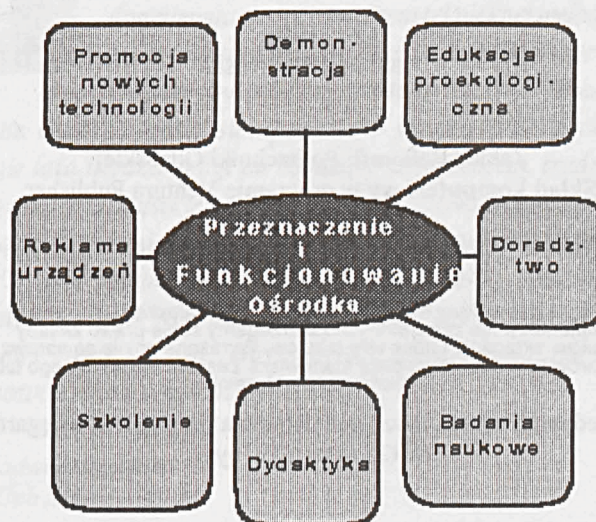 Promocja
nowych
technologii
Demon-
stracja
Edukacja
proekologi-
czna
Reklama
urządzeń
Przeznaczenie
i
Funkcjonowanie
Ośrodka
Doradz-
two
Szkolenie
Dydaktyka
Badania
naukowe